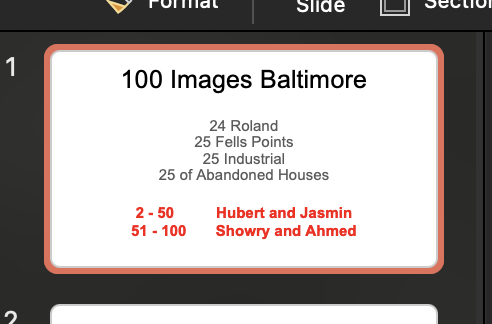 Format
Slide
Section
1
100 Images Baltimore
24 Roland
25 Fells Points
25 Industrial
25 of Abandoned Houses
2 - 50 Hubert and Jasmin
51 - 100 Showry and Ahmed
2